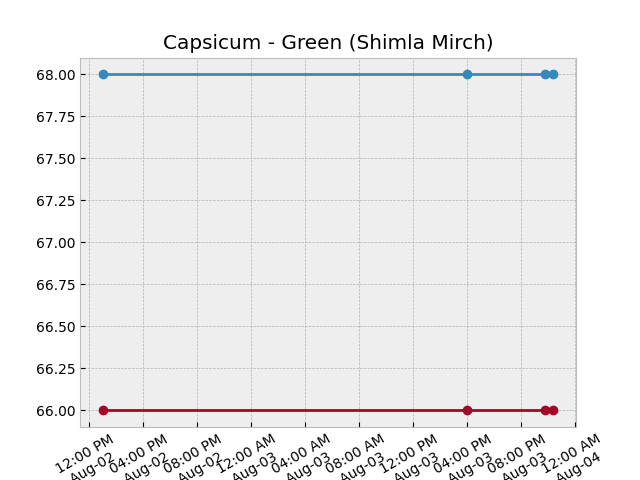 Capsicum - Green (Shimla Mirch)
68.00
67.75
67.50
67.25
67.00
66.75
66.50
66.25
66.00
12:00 PM
Aug-02
04:00 PM
Aug-02
08:00 PM
Aug-02
12:00 AM
Aug-03
04:00 AM
Aug-03
08:00 AM
Aug-03
12:00 PM
Aug-03
04:00 PM
Aug-03
08:00 PM
Aug-03
12:00 AM
Aug-04